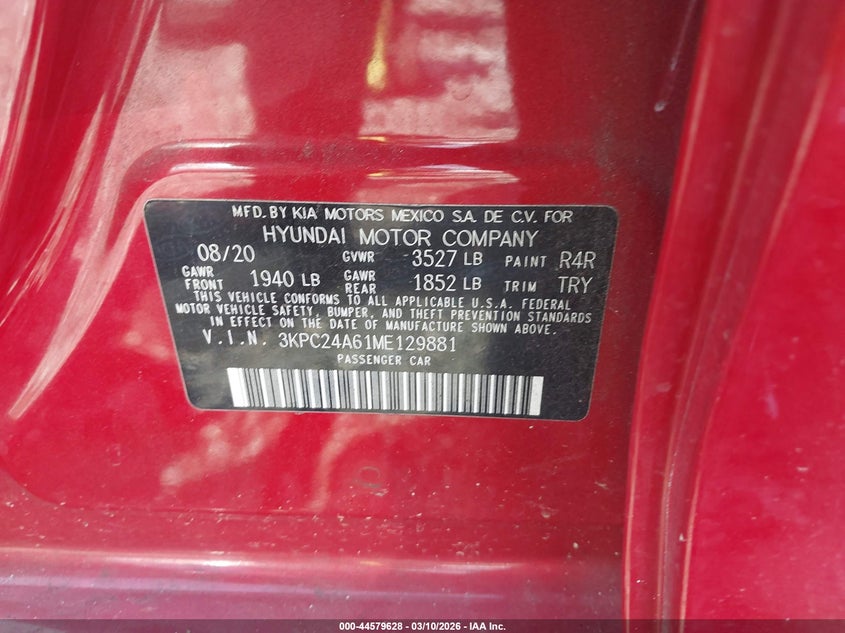 MFD. BY KIA MOTORS MEXICO S.A. DE C.V. FOR
HYUNDAI MOTOR COMPANY
08/20 GVWR 3527 LB PAINT R4R
GAWR FRONT 1940 LB GAWR REAR 1852 LB TRIM TRY
THIS VEHICLE CONFORMS TO ALL APPLICABLE U.S.A. FEDERAL
MOTOR VEHICLE SAFETY, BUMPER, AND THEFT PREVENTION STANDARDS
IN EFFECT ON THE DATE OF MANUFACTURE SHOWN ABOVE.
V.I.N. 3KPC24A61ME129881
PASSENGER CAR
000-44579628 - 03/10/2026 - IAA Inc.